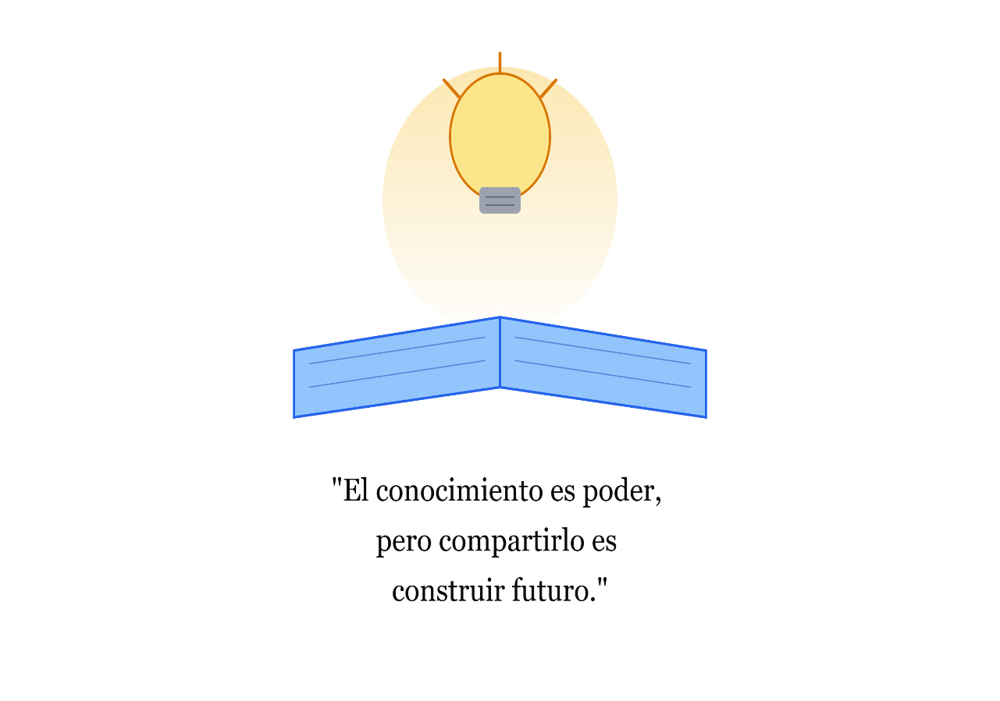 "El conocimiento es poder,
pero compartirlo es
construir futuro."